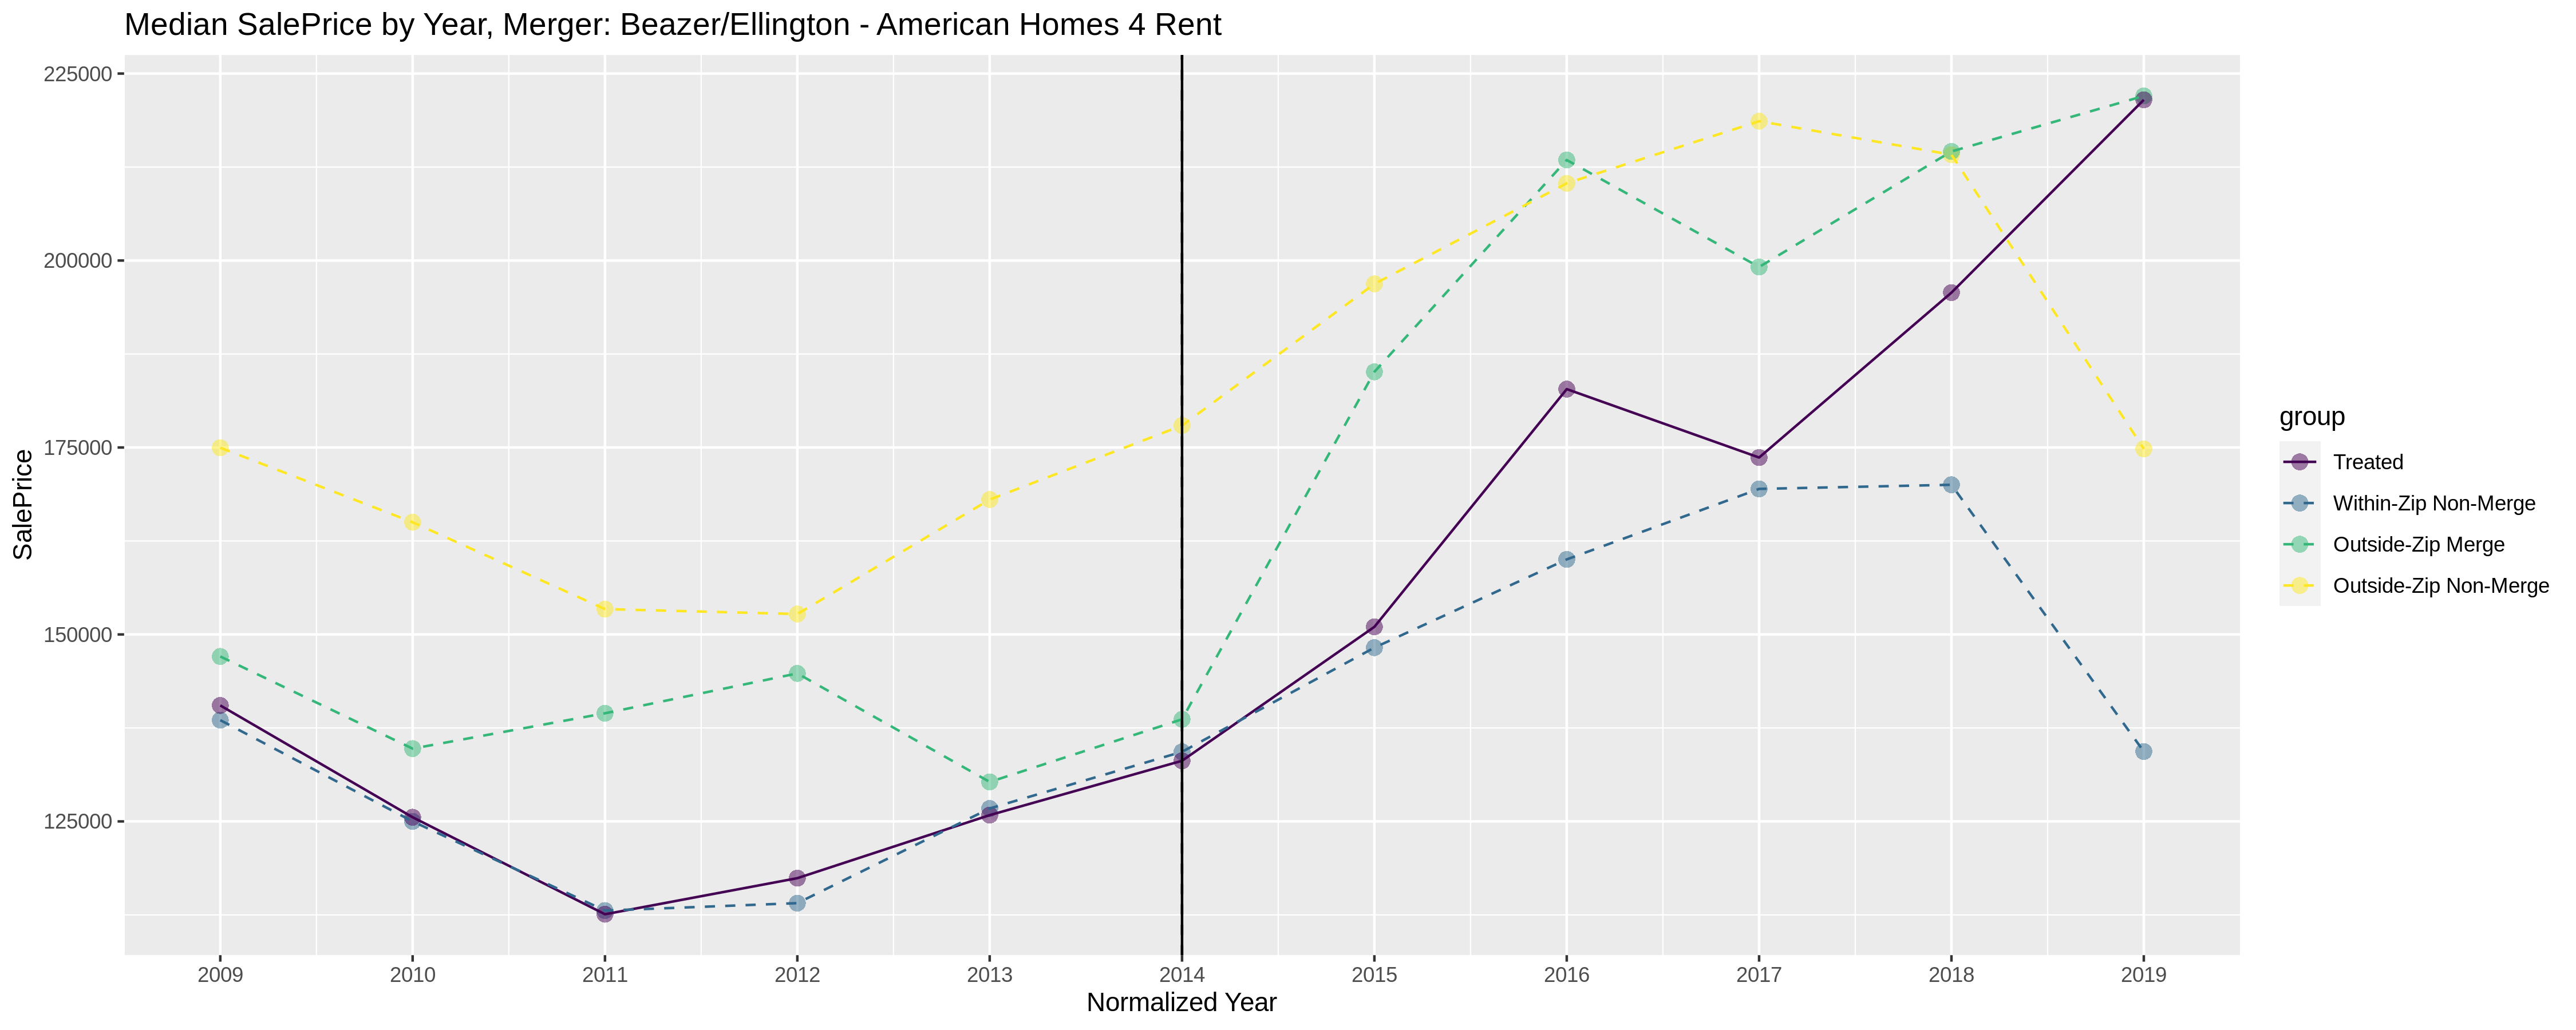 Median SalePrice by Year, Merger: Beazer/Ellington - American Homes 4 Rent
SalePrice
225000
200000
175000
150000
125000
2009 2010 2011 2012 2013 2014 2015 2016 2017 2018 2019
Normalized Year
group
Treated
Within-Zip Non-Merge
Outside-Zip Merge
Outside-Zip Non-Merge